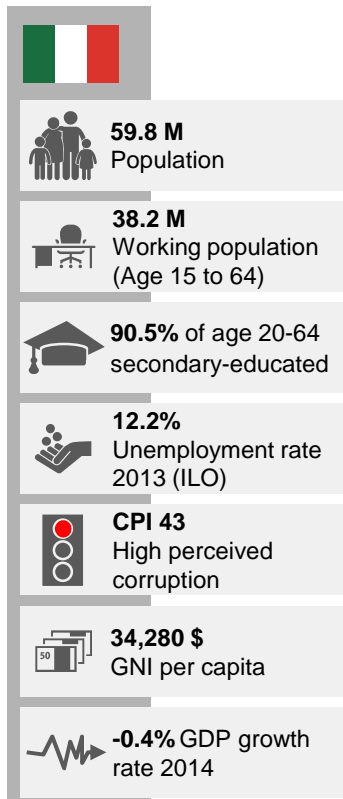 59.8 M
Population
38.2 M
Working population
(Age 15 to 64)
90.5% of age 20-64
secondary-educated
12.2%
Unemployment rate
2013 (ILO)
CPI 43
High perceived
corruption
50
34,280 $
GNI per capita
-0.4% GDP growth
rate 2014